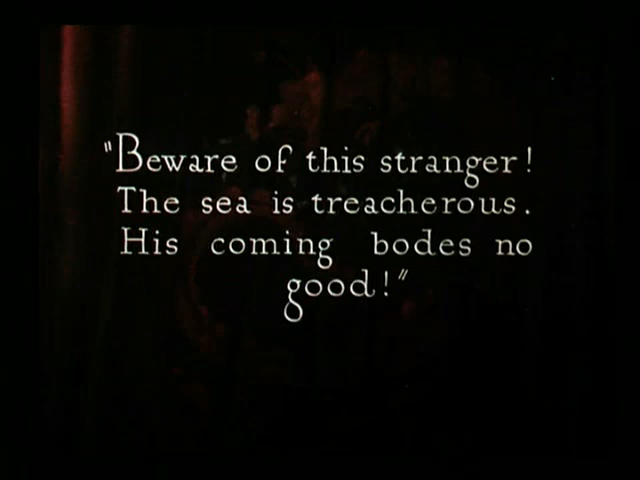 "Beware of this stranger!
The sea is treacherous.
His coming bodes no
good!"